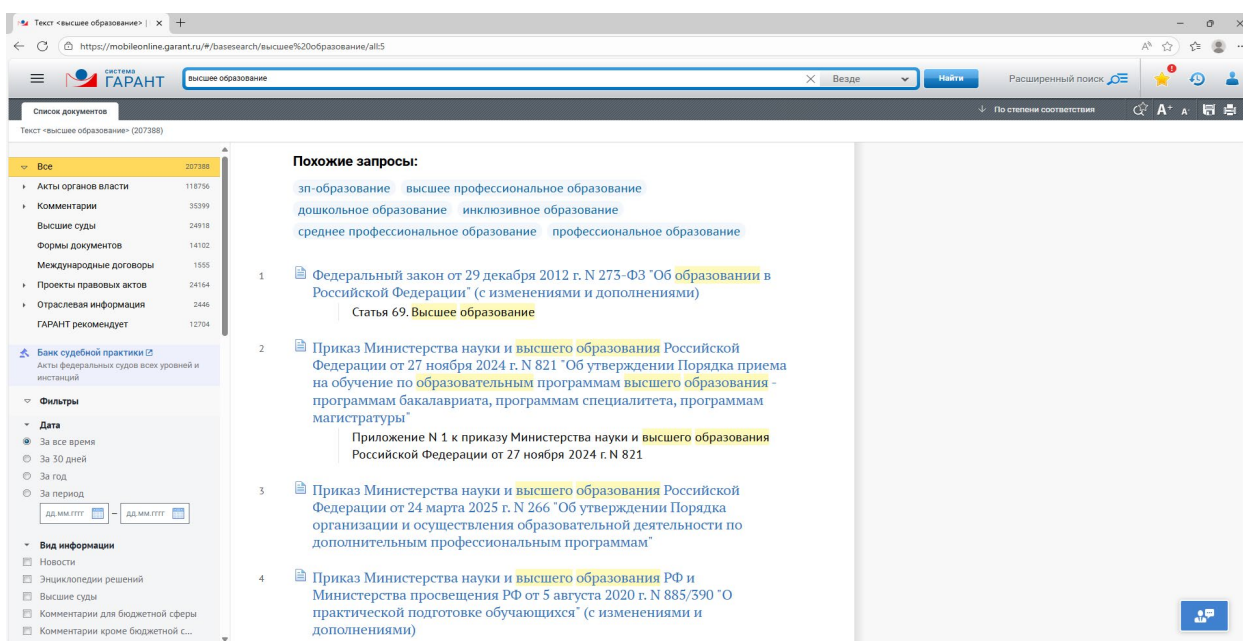 Текст «высшее образование» |
https://mobileonline.garant.ru/#/basesearch/высшее%20образование/all:5
СИСТЕМА
ГАРАНТ
высшее образование
Везде
Найти
Расширенный поиск
Список документов
По степени соответствия
A+
A-
Текст «высшее образование» (207388)
Все 207388
Акты органов власти 118756
Комментарии 35399
Высшие суды 24918
Формы документов 14102
Международные договоры 1555
Проекты правовых актов 24164
Отраслевая информация 2446
ГАРАНТ рекомендует 12704
Банк судебной практики
Акты федеральных судов всех уровней и
инстанций
Фильтры
Дата
За все время
За 30 дней
За год
За период
дд.мм.гггг – дд.мм.гггг
Вид информации
Новости
Энциклопедии решений
Высшие суды
Комментарии для бюджетной сферы
Комментарии кроме бюджетной с...
Похожие запросы:
зп-образование высшее профессиональное образование
дошкольное образование инклюзивное образование
среднее профессиональное образование профессиональное образование
1 Федеральный закон от 29 декабря 2012 г. N 273-ФЗ "Об образовании в
Российской Федерации" (с изменениями и дополнениями)
Статья 69. Высшее образование
2 Приказ Министерства науки и высшего образования Российской
Федерации от 27 ноября 2024 г. N 821 "Об утверждении Порядка приема
на обучение по образовательным программам высшего образования -
программам бакалавриата, программам специалитета, программам
магистратуры"
Приложение N 1 к приказу Министерства науки и высшего образования
Российской Федерации от 27 ноября 2024 г. N 821
3 Приказ Министерства науки и высшего образования Российской
Федерации от 24 марта 2025 г. N 266 "Об утверждении Порядка
организации и осуществления образовательной деятельности по
дополнительным профессиональным программам"
4 Приказ Министерства науки и высшего образования РФ и
Министерства просвещения РФ от 5 августа 2020 г. N 885/390 "О
практической подготовке обучающихся" (с изменениями и
дополнениями)